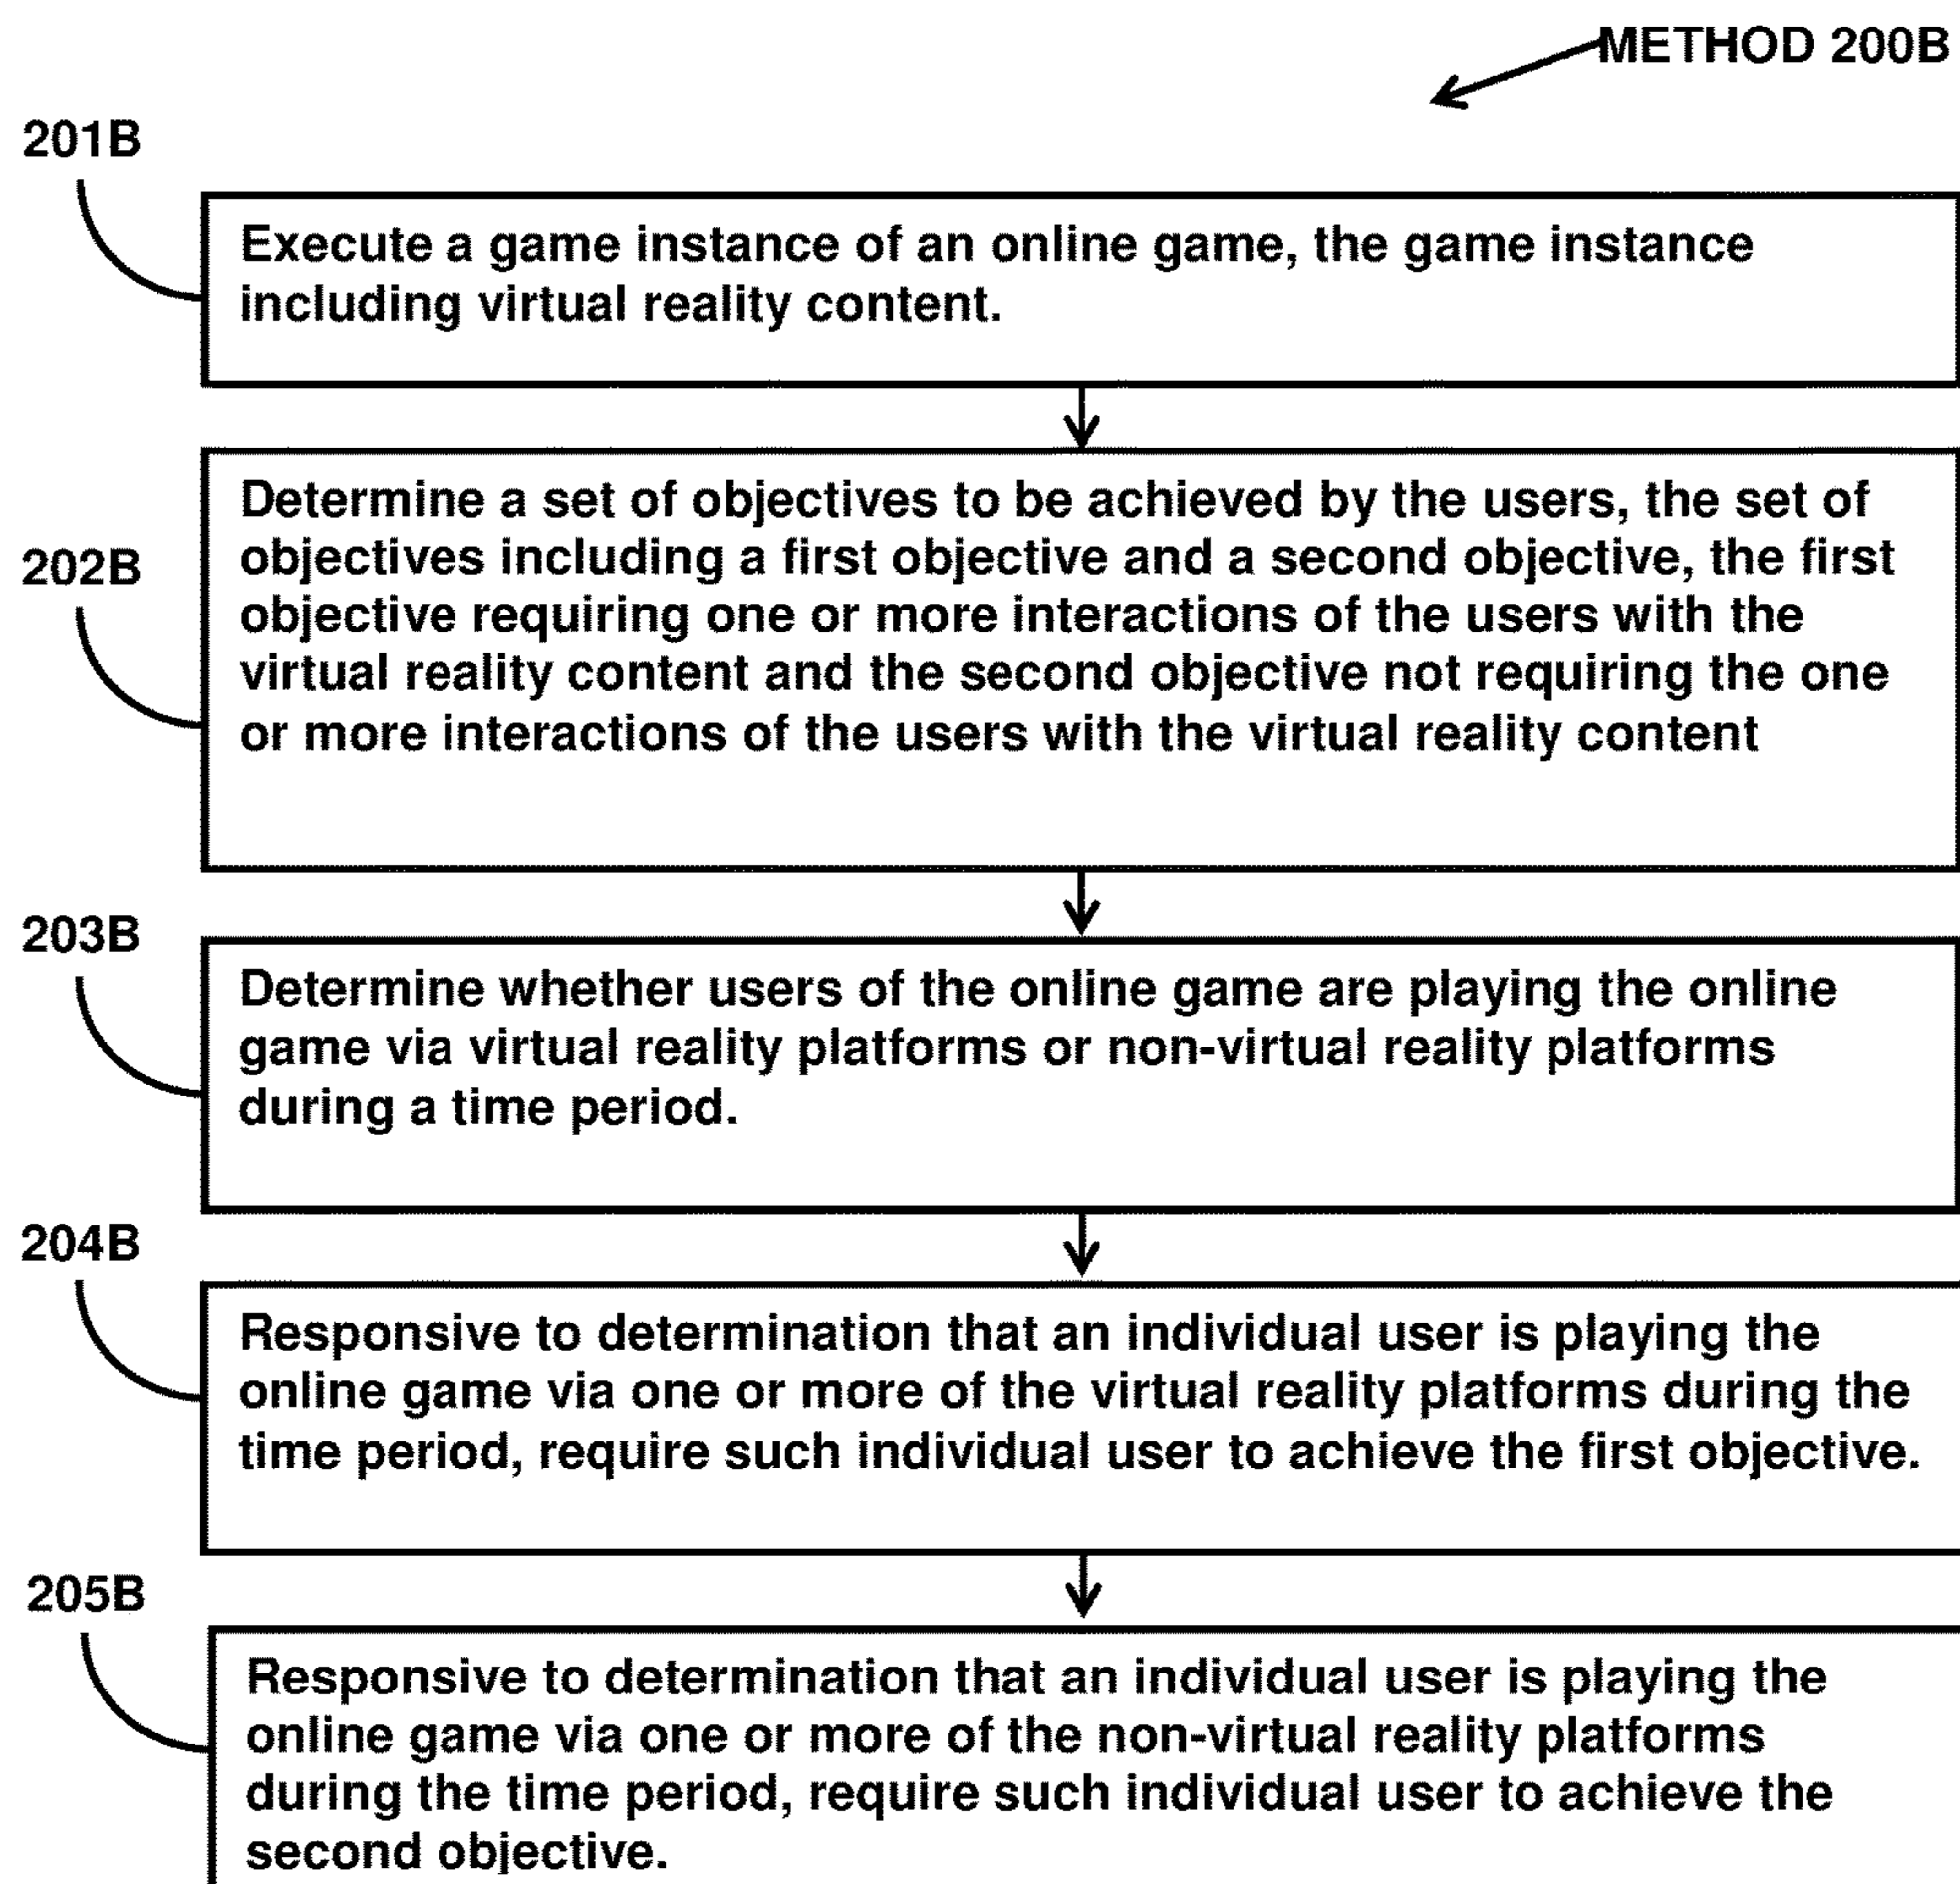 METHOD 200B
201B
Execute a game instance of an online game, the game instance
including virtual reality content.
202B
Determine a set of objectives to be achieved by the users, the set of
objectives including a first objective and a second objective, the first
objective requiring one or more interactions of the users with the
virtual reality content and the second objective not requiring the one
or more interactions of the users with the virtual reality content
203B
Determine whether users of the online game are playing the online
game via virtual reality platforms or non-virtual reality platforms
during a time period.
204B
Responsive to determination that an individual user is playing the
online game via one or more of the virtual reality platforms during the
time period, require such individual user to achieve the first objective.
205B
Responsive to determination that an individual user is playing the
online game via one or more of the non-virtual reality platforms
during the time period, require such individual user to achieve the
second objective.